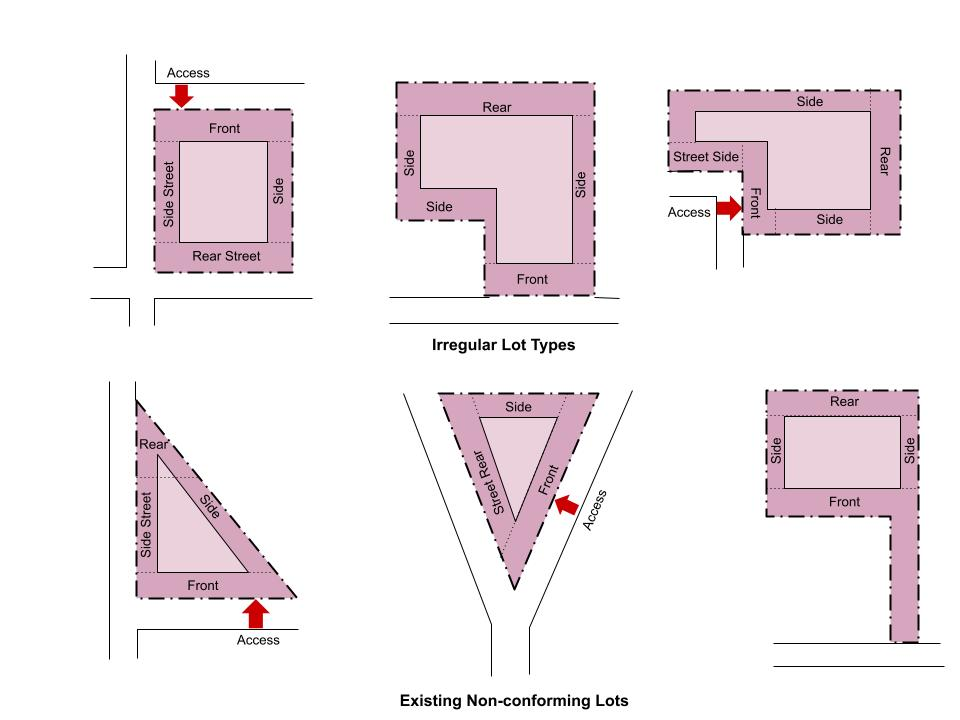 Access
Front
Side Street
Side
Rear Street
Rear
Side
Side
Side
Front
Side
Street Side
Rear
Access
Front
Side
Irregular Lot Types
Rear
Side Street
Side
Front
Access
Side
Street Rear
Front
Access
Rear
Side
Side
Front
Existing Non-conforming Lots